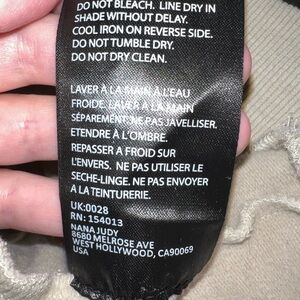 DO NOT BLEACH. LINE DRY IN
SHADE WITHOUT DELAY.
COOL IRON ON REVERSE SIDE.
DO NOT TUMBLE DRY.
DO NOT DRY CLEAN.
LAVER À LA MAIN À L'EAU
FROIDE. LAVER À LA MAIN
SÉPARÉMENT. NE PAS JAVELLISER.
ETENDRE À L'OMBRE.
REPASSER A FROID SUR
L'ENVERS. NE PAS UTILISER LE
SECHE-LINGE. NE PAS ENVOYER
A LA TEINTURERIE.
UK:0028
RN: 154013
NANA JUDY
8680 MELROSE AVE
WEST HOLLYWOOD, CA90069
USA